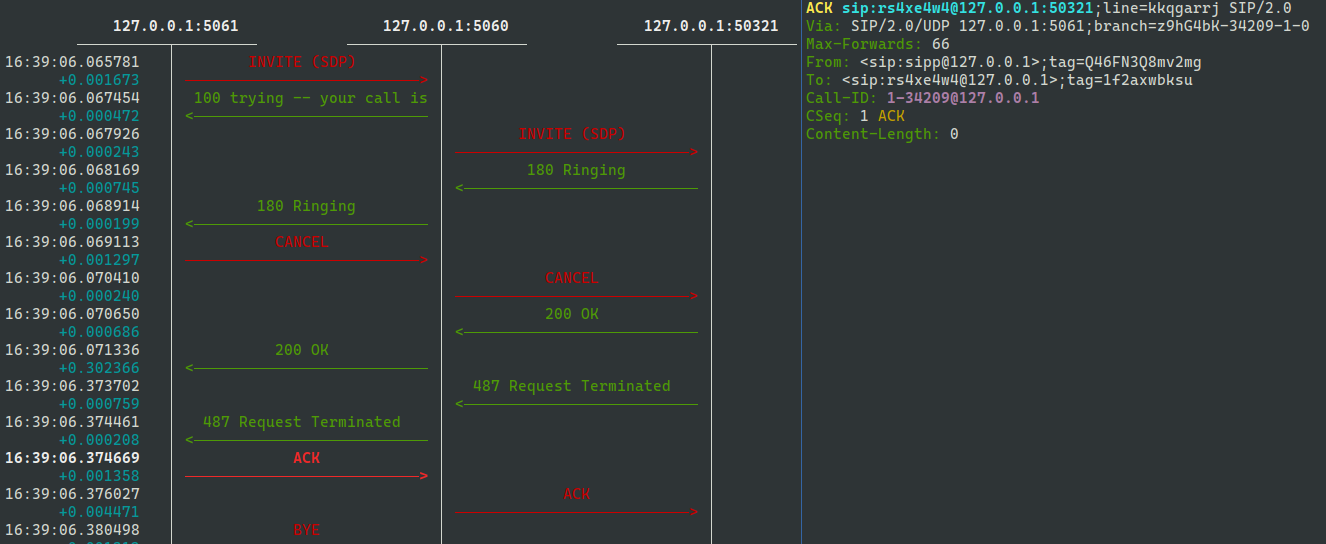 127.0.0.1:5061 127.0.0.1:5060 127.0.0.1:50321
16:39:06.065781 INVITE (SDP)
+0.001673
16:39:06.067454 100 trying -- your call is
+0.000472
16:39:06.067926 INVITE (SDP)
+0.000243
16:39:06.068169 180 Ringing
+0.000745
16:39:06.068914 180 Ringing
+0.000199
16:39:06.069113 CANCEL
+0.001297
16:39:06.070410 CANCEL
+0.000240
16:39:06.070650 200 OK
+0.000686
16:39:06.071336 200 OK
+0.302366
16:39:06.373702 487 Request Terminated
+0.000759
16:39:06.374461 487 Request Terminated
+0.000208
16:39:06.374669 ACK
+0.001358
16:39:06.376027 ACK
+0.004471
16:39:06.380498 BYE
ACK sip:rs4xe4w4@127.0.0.1:50321;line=kkqgarrj SIP/2.0
Via: SIP/2.0/UDP 127.0.0.1:5061;branch=z9hG4bK-34209-1-0
Max-Forwards: 66
From: <sip:sipp@127.0.0.1>;tag=Q46FN3Q8mv2mg
To: <sip:rs4xe4w4@127.0.0.1>;tag=1f2axwbksu
Call-ID: 1-34209@127.0.0.1
CSeq: 1 ACK
Content-Length: 0